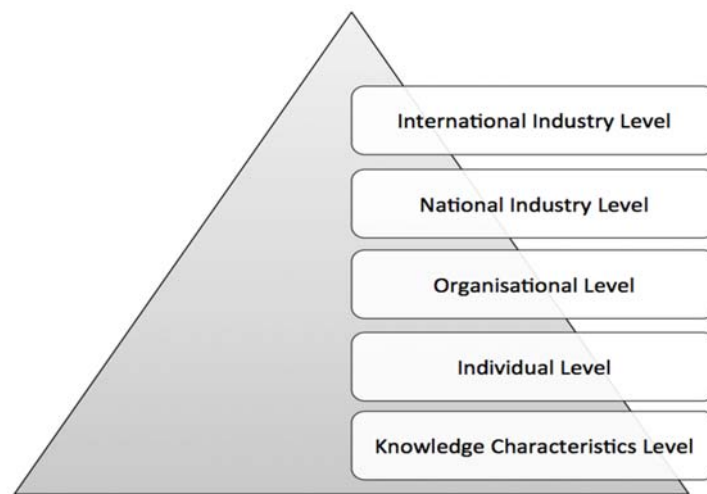 International Industry Level
National Industry Level
Organisational Level
Individual Level
Knowledge Characteristics Level